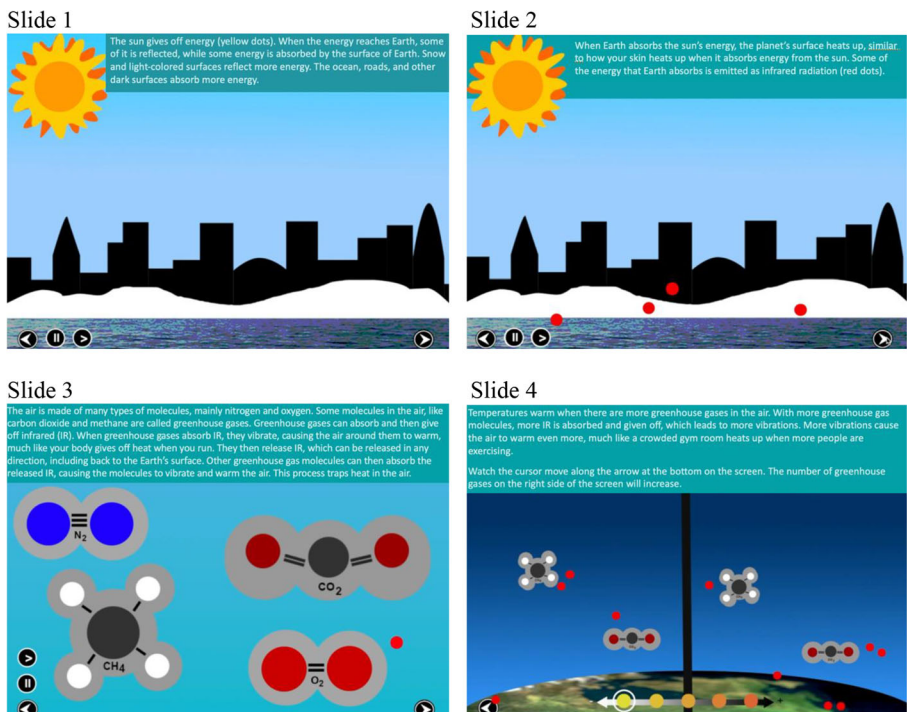 Slide 1
The sun gives off energy (yellow dots). When the energy reaches Earth, some
of it is reflected, while some energy is absorbed by the surface of Earth. Snow
and light-colored surfaces reflect more energy. The ocean, roads, and other
dark surfaces absorb more energy.
Slide 2
When Earth absorbs the sun's energy, the planet's surface heats up, similar
to how your skin heats up when it absorbs energy from the sun. Some of
the energy that Earth absorbs is emitted as infrared radiation (red dots).
Slide 3
The air is made of many types of molecules, mainly nitrogen and oxygen. Some molecules in the air, like
carbon dioxide and methane are called greenhouse gases. Greenhouse gases can absorb and then give
off infrared (IR). When greenhouse gases absorb IR, they vibrate, causing the air around them to warm,
much like your body gives off heat when you run. They then release IR, which can be released in any
direction, including back to the Earth's surface. Other greenhouse gas molecules can then absorb the
released IR, causing the molecules to vibrate and warm the air. This process traps heat in the air.
N2
CO2
CH4
O2
Slide 4
Temperatures warm when there are more greenhouse gases in the air. With more greenhouse gas
molecules, more IR is absorbed and given off, which leads to more vibrations. More vibrations cause
the air to warm even more, much like a crowded gym room heats up when more people are
exercising.
Watch the cursor move along the arrow at the bottom on the screen. The number of greenhouse
gases on the right side of the screen will increase.